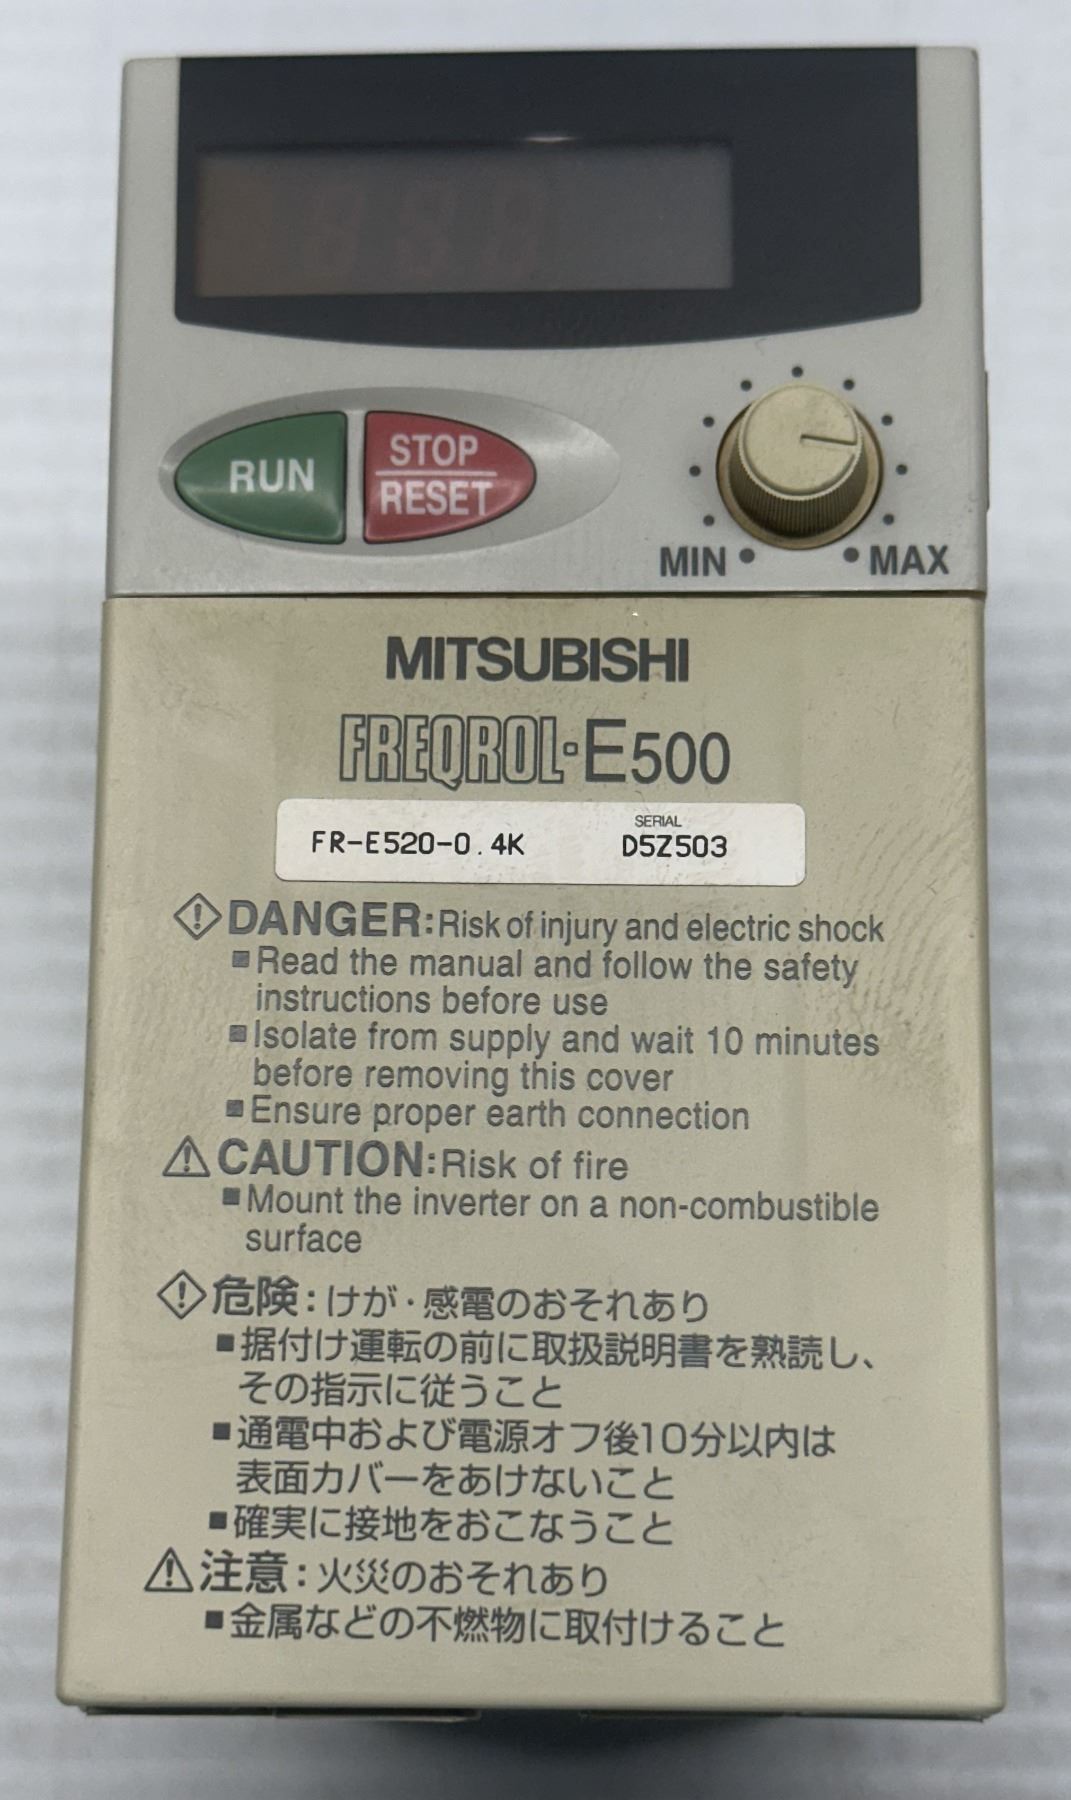 RUN
STOP
RESET
MIN
MAX
MITSUBISHI
FREQROL-E500
SERIAL
FR-E520-0.4K D5Z503
DANGER:Risk of injury and electric shock
■Read the manual and follow the safety
instructions before use
■Isolate from supply and wait 10 minutes
before removing this cover
■Ensure proper earth connection
CAUTION:Risk of fire
■Mount the inverter on a non-combustible
surface
危険:けが・感電のおそれあり
■据付け運転の前に取扱説明書を熟読し、
その指示に従うこと
■通電中および電源オフ後10分以内は
表面カバーをあけないこと
■確実に接地をおこなうこと
注意:火災のおそれあり
■金属などの不燃物に取付けること